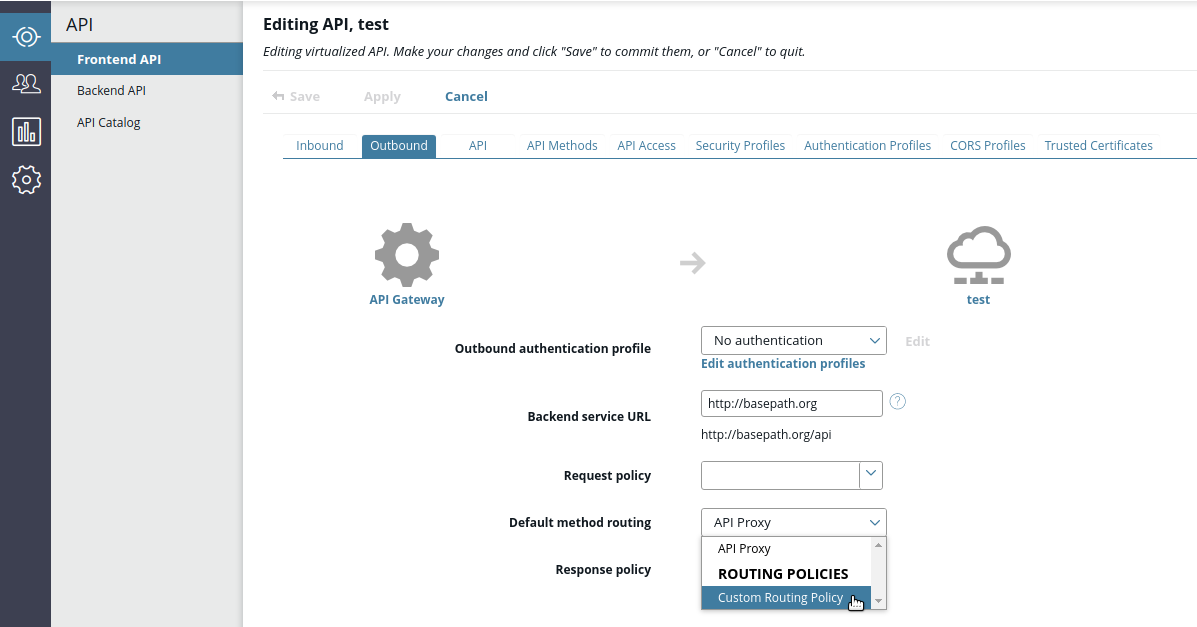 API
Frontend API
Backend API
API Catalog
Editing API, test
Editing virtualized API. Make your changes and click "Save" to commit them, or "Cancel" to quit.
Save Apply Cancel
Inbound Outbound API API Methods API Access Security Profiles Authentication Profiles CORS Profiles Trusted Certificates
API Gateway test
Outbound authentication profile No authentication Edit
Edit authentication profiles
Backend service URL http://basepath.org ?
http://basepath.org/api
Request policy
Default method routing API Proxy
API Proxy
Response policy ROUTING POLICIES
Custom Routing Policy